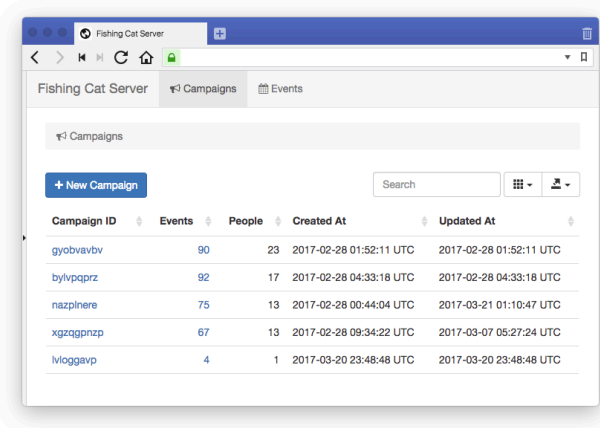 Fishing Cat Server
Fishing Cat Server Campaigns Events
Campaigns
+ New Campaign Search
Campaign ID Events People Created At Updated At
gyobvavbv 90 23 2017-02-28 01:52:11 UTC 2017-02-28 01:52:11 UTC
bylvpqprz 92 17 2017-02-28 04:33:18 UTC 2017-02-28 04:33:18 UTC
nazplnere 75 13 2017-02-28 00:44:04 UTC 2017-03-21 01:10:47 UTC
xgzqgpnzp 67 13 2017-02-28 09:34:22 UTC 2017-03-07 05:27:24 UTC
lvloggavp 4 1 2017-03-20 23:48:48 UTC 2017-03-20 23:48:48 UTC